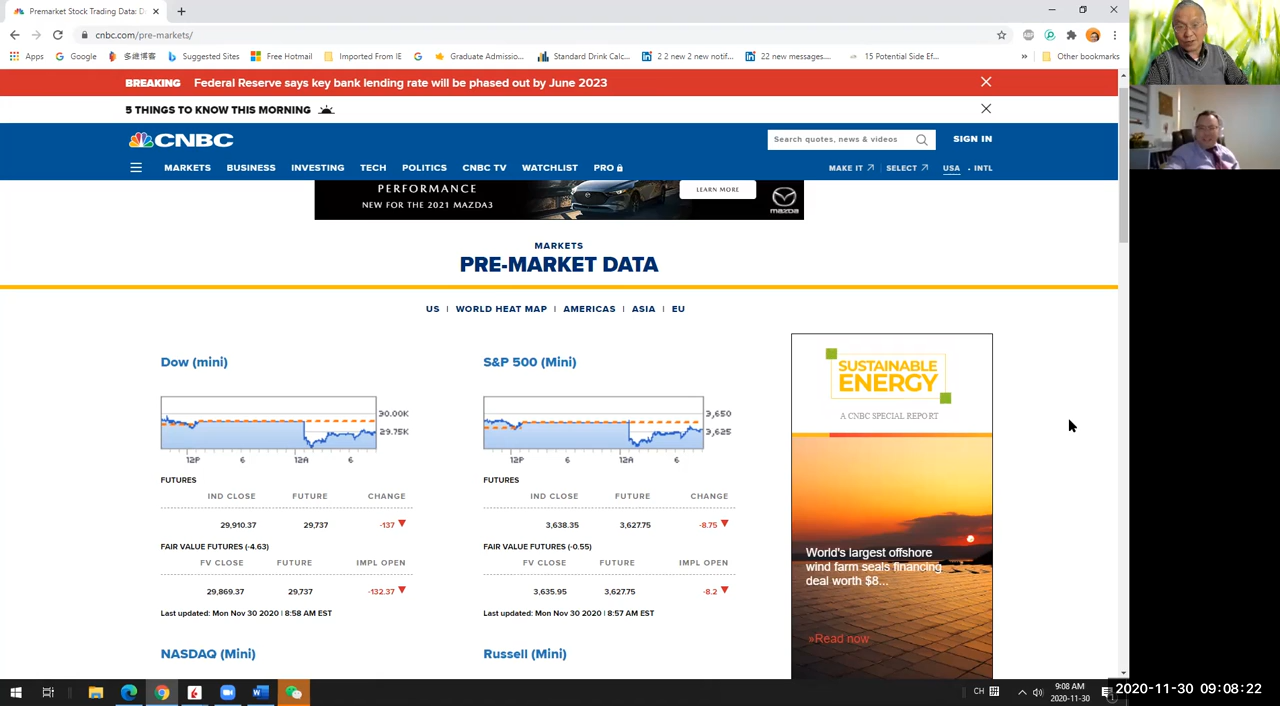 Premarket Stock Trading Data: D
cnbc.com/pre-markets/
Apps
Google
多维博客
Suggested Sites
Free Hotmail
Imported From IE
Graduate Admissio...
Standard Drink Calc...
2 2 new 2 new notif...
22 new messages....
15 Potential Side Ef...
»
Other bookmarks
BREAKING Federal Reserve says key bank lending rate will be phased out by June 2023
5 THINGS TO KNOW THIS MORNING
CNBC
Search quotes, news & videos
SIGN IN
MARKETS BUSINESS INVESTING TECH POLITICS CNBC TV WATCHLIST PRO
MAKE IT SELECT USA • INTL
PERFORMANCE
NEW FOR THE 2021 MAZDA3
LEARN MORE
mazda
MARKETS
PRE-MARKET DATA
US | WORLD HEAT MAP | AMERICAS | ASIA | EU
Dow (mini)
30.00K
29.75K
12P 6 12A 6
FUTURES
IND CLOSE FUTURE CHANGE
29,910.37 29,737 -137
FAIR VALUE FUTURES (-4.63)
FV CLOSE FUTURE IMPL OPEN
29,869.37 29,737 -132.37
Last updated: Mon Nov 30 2020 | 8:58 AM EST
S&P 500 (Mini)
3,650
3,625
12P 6 12A 6
FUTURES
IND CLOSE FUTURE CHANGE
3,638.35 3,627.75 -8.75
FAIR VALUE FUTURES (-0.55)
FV CLOSE FUTURE IMPL OPEN
3,635.95 3,627.75 -8.2
Last updated: Mon Nov 30 2020 | 8:57 AM EST
NASDAQ (Mini)
Russell (Mini)
SUSTAINABLE
ENERGY
A CNBC SPECIAL REPORT
World's largest offshore
wind farm seals financing
deal worth $8...
»Read now
CH
9:08 AM
2020-11-30
2020-11-30 09:08:22